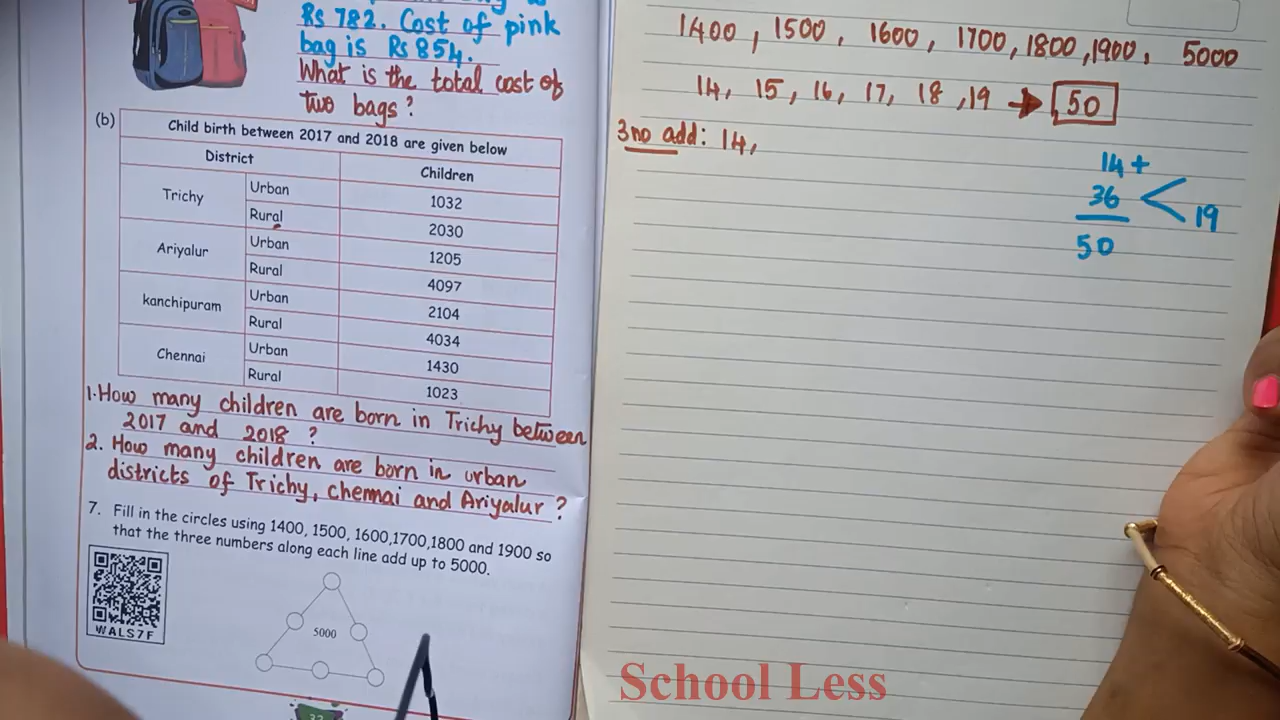 Rs 782. Cost of pink
bag is Rs 854.
What is the total cost of
two bags?
(b)
Child birth between 2017 and 2018 are given below
District Children
Trichy Urban 1032
Rural 2030
Ariyalur Urban 1205
Rural 4097
kanchipuram Urban 2104
Rural 4034
Chennai Urban 1430
Rural 1023
1. How many children are born in Trichy between
2017 and 2018 ?
2. How many children are born in urban
districts of Trichy, Chennai and Ariyalur ?
7. Fill in the circles using 1400, 1500, 1600,1700,1800 and 1900 so
that the three numbers along each line add up to 5000.
WALS7F
5000
33
1400 , 1500 , 1600 , 1700, 1800 ,1900 , 5000
14, 15 , 16 , 17, 18 ,19 → 50
3 no add: 14,
14 +
36 < 19
50
School Less